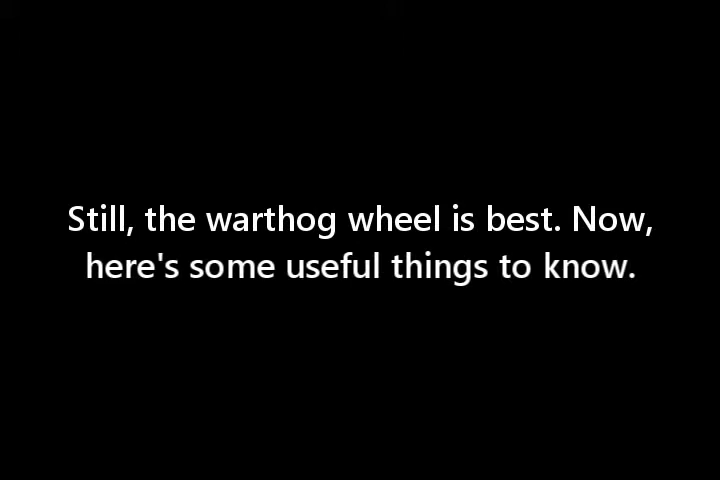 Still, the warthog wheel is best. Now,
here's some useful things to know.